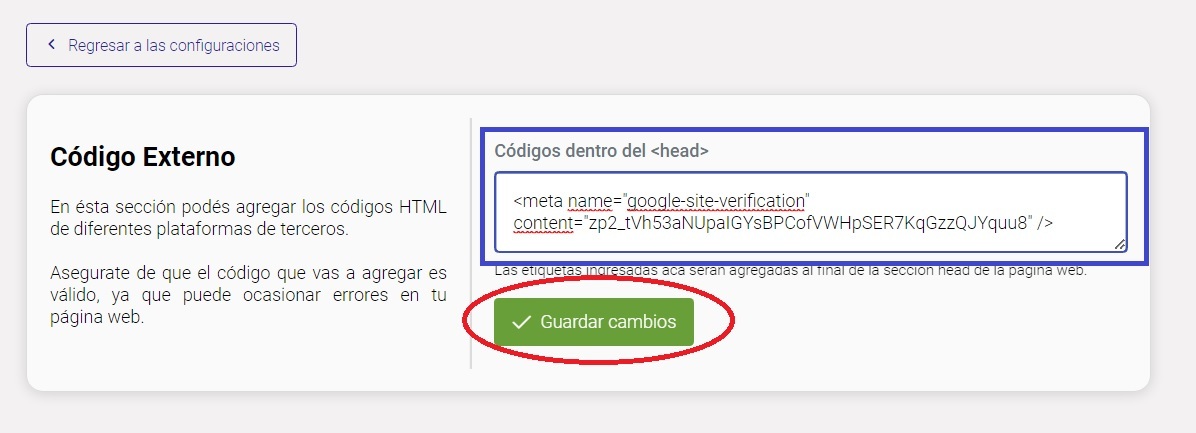 Regresar a las configuraciones
Código Externo
En ésta sección podés agregar los códigos HTML
de diferentes plataformas de terceros.
Asegurate de que el código que vas a agregar es
válido, ya que puede ocasionar errores en tu
página web.
Códigos dentro del <head>
<meta name="google-site-verification"
content="zp2_tVh53aNUpaIGYsBPCofVWHpSER7KqGzzQJYquu8" />
Las etiquetas ingresadas acá serán agregadas al final de la sección head de la página web.
Guardar cambios